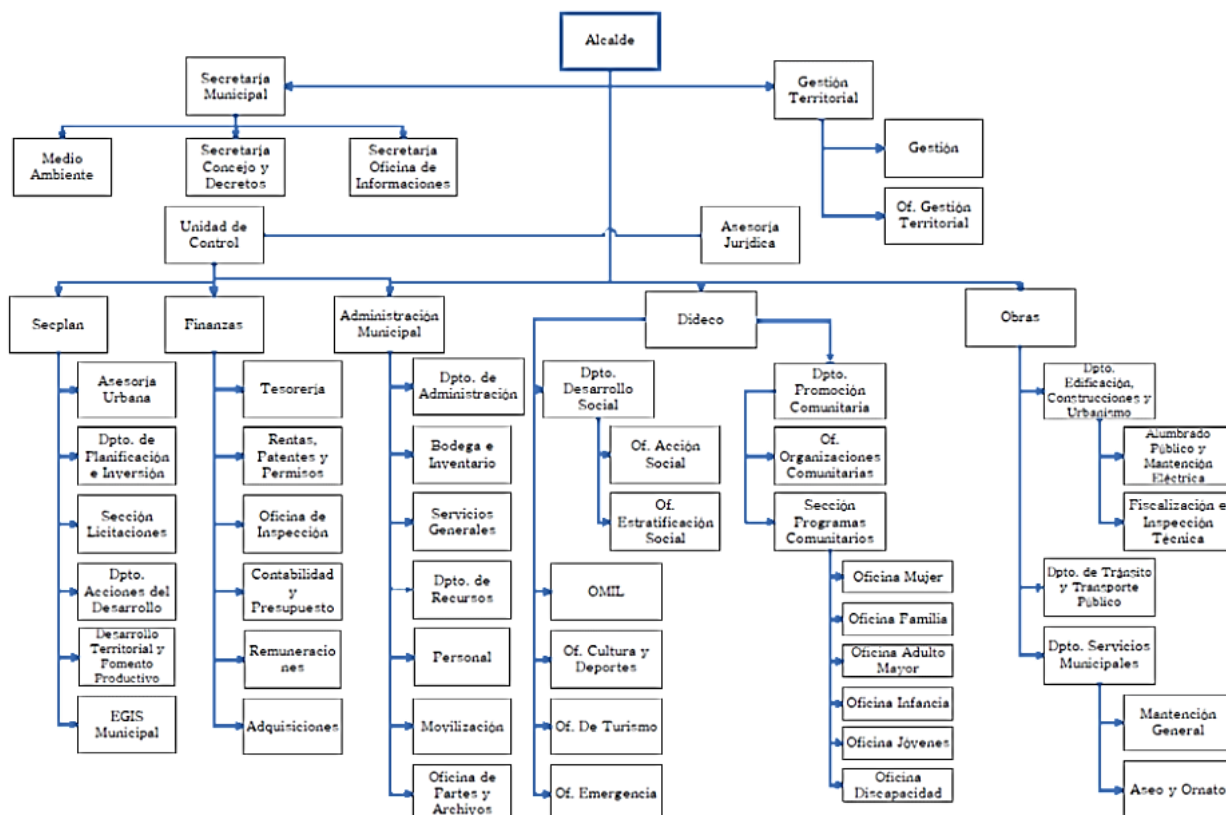 Alcalde
Secretaría
Municipal
Gestión
Territorial
Medio
Ambiente
Secretaría
Concejo y
Decretos
Secretaría
Oficina de
Informaciones
Gestión
Of. Gestión
Territorial
Unidad de
Control
Asesoría
Jurídica
Secplan
Finanzas
Administración
Municipal
Dideco
Obras
Asesoría
Urbana
Dpto. de
Planificación
e Inversión
Sección
Licitaciones
Dpto.
Acciones del
Desarrollo
Desarrollo
Territorial y
Fomento
Productivo
EGIS
Municipal
Tesorería
Rentas,
Patentes y
Permisos
Oficina de
Inspección
Contabilidad
y
Presupuesto
Remuneracio
nes
Adquisiciones
Dpto. de
Administración
Bodega e
Inventario
Servicios
Generales
Dpto. de
Recursos
Personal
Movilización
Oficina de
Partes y
Archivos
Dpto.
Desarrollo
Social
Of. Acción
Social
Of.
Estratificación
Social
OMIL
Of. Cultura y
Deportes
Of. De Turismo
Of. Emergencia
Dpto.
Promoción
Comunitaria
Of.
Organizaciones
Comunitarias
Sección
Programas
Comunitarios
Oficina Mujer
Oficina Familia
Oficina Adulto
Mayor
Oficina Infancia
Oficina Jóvenes
Oficina
Discapacidad
Dpto.
Edificación,
Construcciones y
Urbanismo
Alumbrado
Público y
Mantención
Eléctrica
Fiscalización e
Inspección
Técnica
Dpto. de Tránsito
y Transporte
Público
Dpto. Servicios
Municipales
Mantención
General
Aseo y Ornato